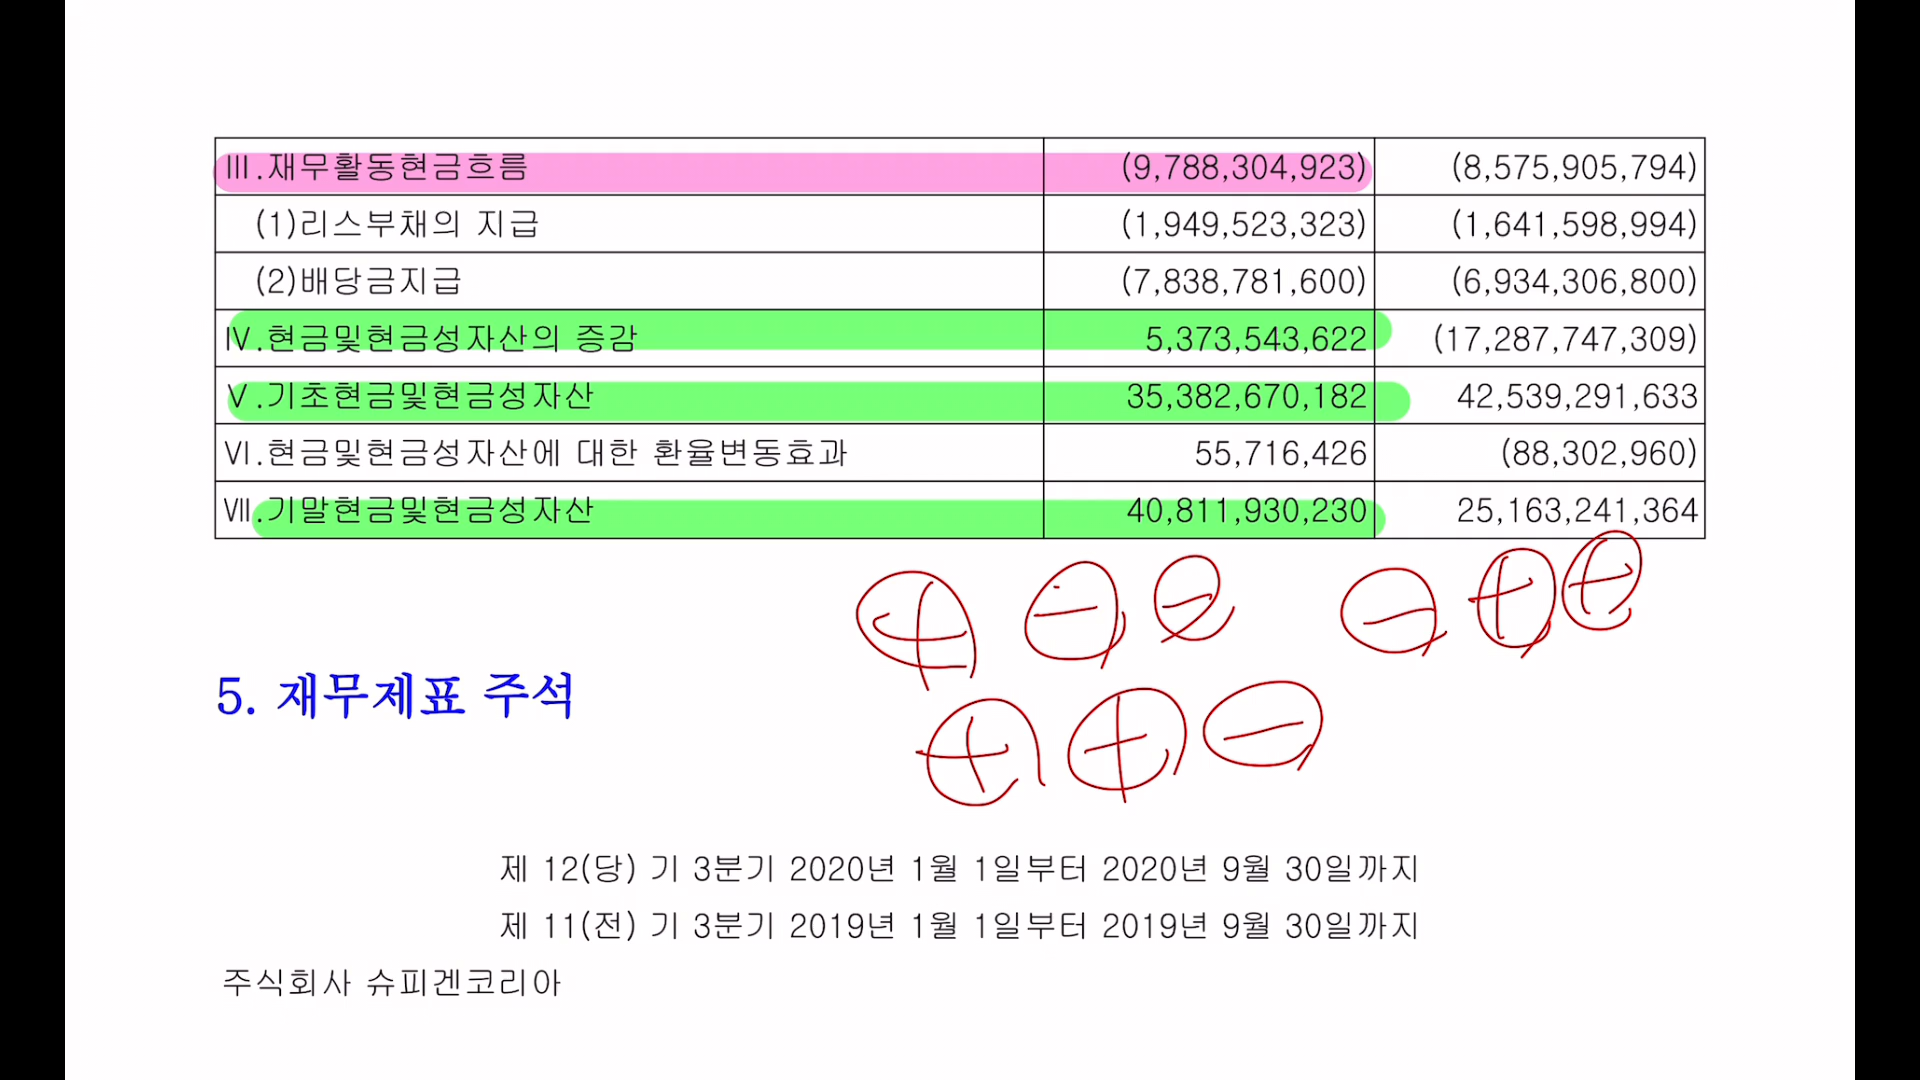 Ⅲ.재무활동현금흐름 (9,788,304,923) (8,575,905,794)
(1)리스부채의 지급 (1,949,523,323) (1,641,598,994)
(2)배당금지급 (7,838,781,600) (6,934,306,800)
Ⅳ.현금및현금성자산의 증감 5,373,543,622 (17,287,747,309)
Ⅴ.기초현금및현금성자산 35,382,670,182 42,539,291,633
Ⅵ.현금및현금성자산에 대한 환율변동효과 55,716,426 (88,302,960)
Ⅶ.기말현금및현금성자산 40,811,930,230 25,163,241,364
+ - - - + +
+ + -
5. 재무제표 주석
제 12(당) 기 3분기 2020년 1월 1일부터 2020년 9월 30일까지
제 11(전) 기 3분기 2019년 1월 1일부터 2019년 9월 30일까지
주식회사 슈피겐코리아